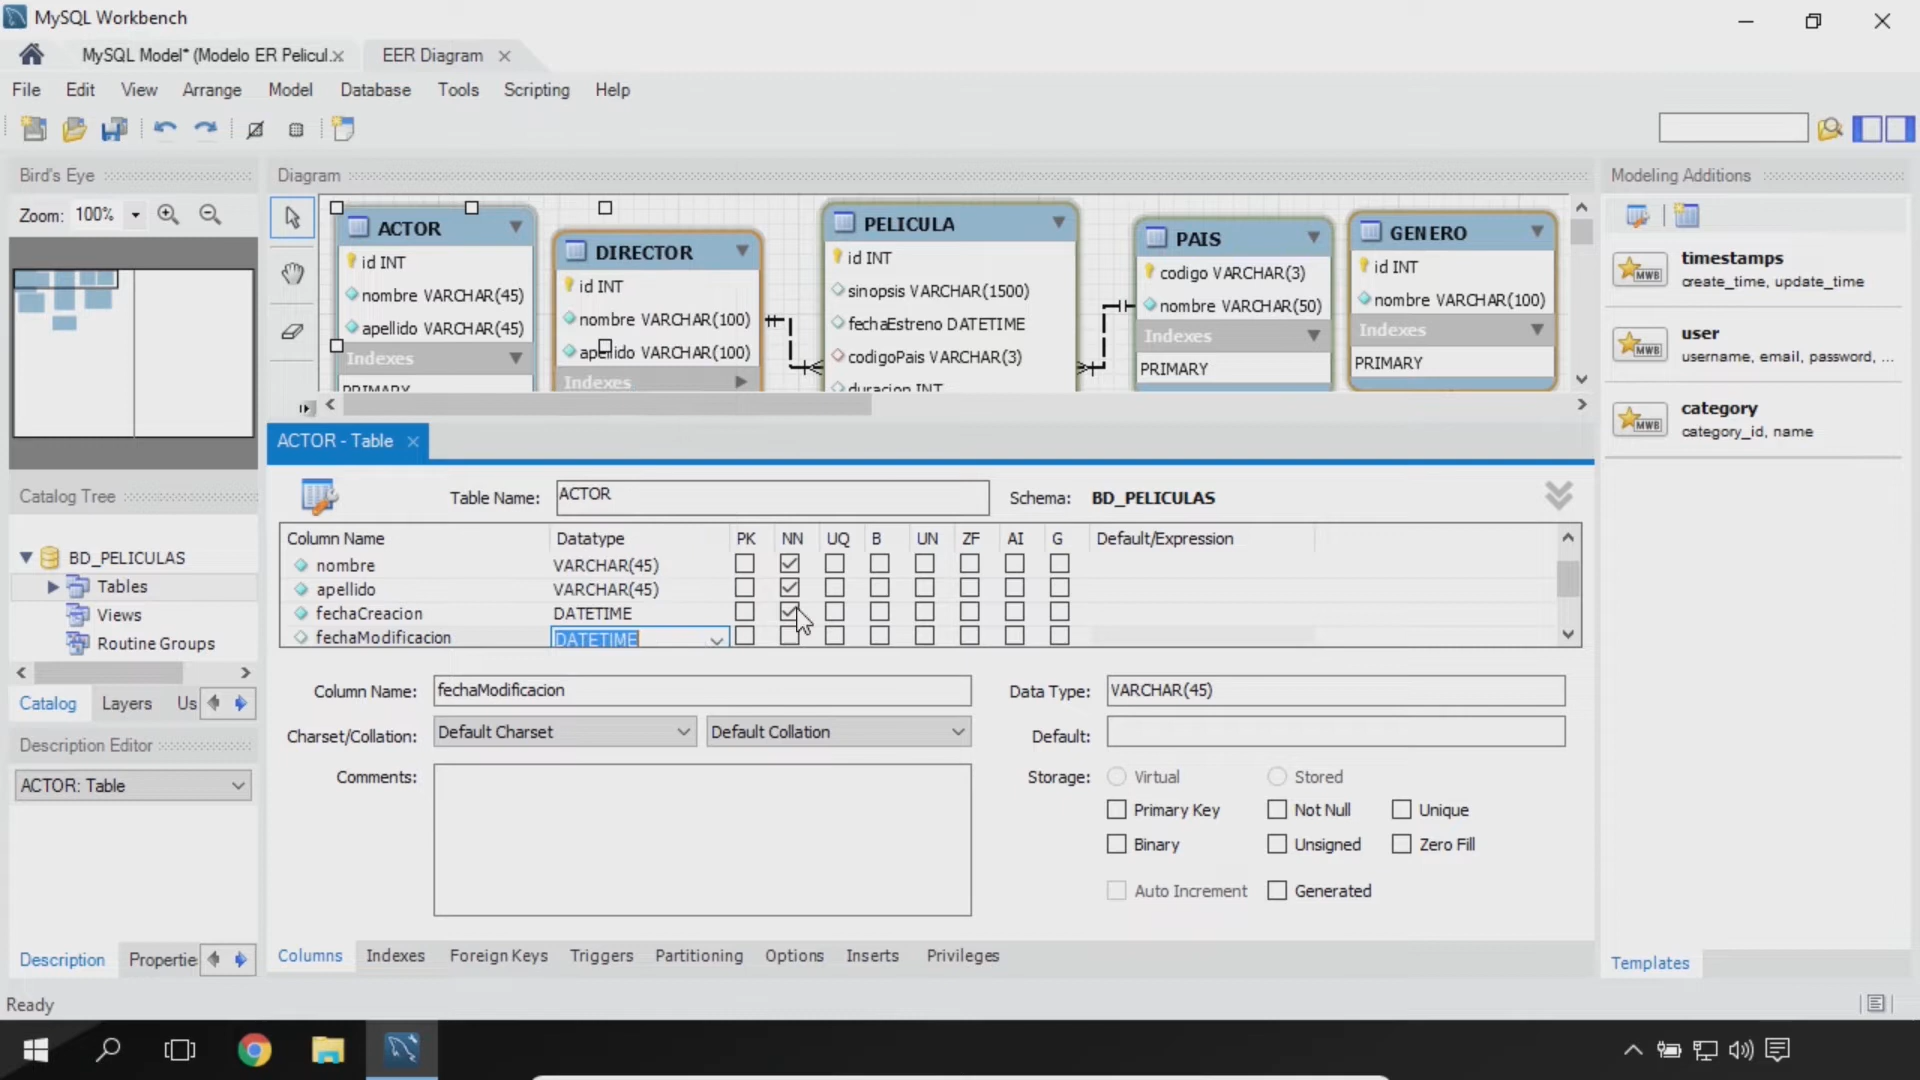 MySQL Workbench
MySQL Model* (Modelo ER Pelicul.x
EER Diagram
File Edit View Arrange Model Database Tools Scripting Help
Bird's Eye
Diagram
Modeling Additions
Zoom: 100%
ACTOR
id INT
nombre VARCHAR(45)
apellido VARCHAR(45)
Indexes
PRIMARY
DIRECTOR
id INT
nombre VARCHAR(100)
apellido VARCHAR(100)
Indexes
PELICULA
id INT
sinopsis VARCHAR(1500)
fechaEstreno DATETIME
codigoPais VARCHAR(3)
duracion INT
PAIS
codigo VARCHAR(3)
nombre VARCHAR(50)
Indexes
PRIMARY
GENERO
id INT
nombre VARCHAR(100)
Indexes
PRIMARY
timestamps
create_time, update_time
user
username, email, password, ...
category
category_id, name
ACTOR - Table
Catalog Tree
Table Name: ACTOR Schema: BD_PELICULAS
Column Name Datatype PK NN UQ B UN ZF AI G Default/Expression
nombre VARCHAR(45)
apellido VARCHAR(45)
fechaCreacion DATETIME
fechaModificacion DATETIME
BD_PELICULAS
Tables
Views
Routine Groups
Catalog Layers Us
Column Name: fechaModificacion Data Type: VARCHAR(45)
Charset/Collation: Default Charset Default Collation Default:
Comments: Storage: Virtual Stored
Primary Key Not Null Unique
Binary Unsigned Zero Fill
Auto Increment Generated
Description Editor
ACTOR: Table
Description Propertie
Columns Indexes Foreign Keys Triggers Partitioning Options Inserts Privileges
Templates
Ready